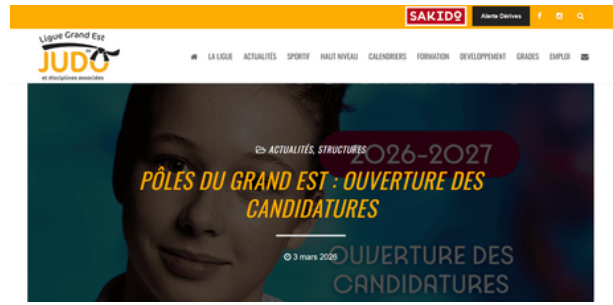 SAKIDO
Alerte Dérives
Ligue Grand Est
JUDO
et disciplines associées
LA LIGUE ACTUALITÉS SPORTIF HAUT NIVEAU CALENDRIERS FORMATION DEVELOPPEMENT GRADES EMPLOI
ACTUALITÉS, STRUCTURES
2026-2027
PÔLES DU GRAND EST : OUVERTURE DES
CANDIDATURES
3 mars 2026
OUVERTURE DES
CANDIDATURES